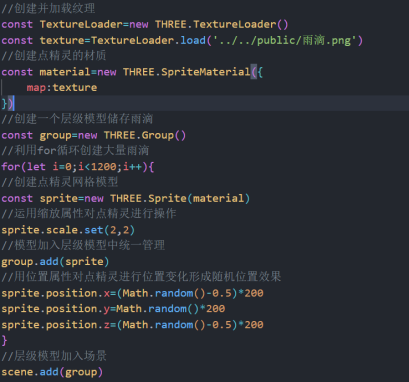 //创建并加载纹理
const TextureLoader=new THREE.TextureLoader()
const texture=TextureLoader.load('../../public/雨滴.png')
//创建点精灵的材质
const material=new THREE.SpriteMaterial({
map:texture
})
//创建一个层级模型储存雨滴
const group=new THREE.Group()
//利用for循环创建大量雨滴
for(let i=0;i<1200;i++){
//创建点精灵网格模型
const sprite=new THREE.Sprite(material)
//运用缩放属性对点精灵进行操作
sprite.scale.set(2,2)
//模型加入层级模型中统一管理
group.add(sprite)
//用位置属性对点精灵进行位置变化形成随机位置效果
sprite.position.x=(Math.random()-0.5)*200
sprite.position.y=Math.random()*200
sprite.position.z=(Math.random()-0.5)*200
}
//层级模型加入场景
scene.add(group)